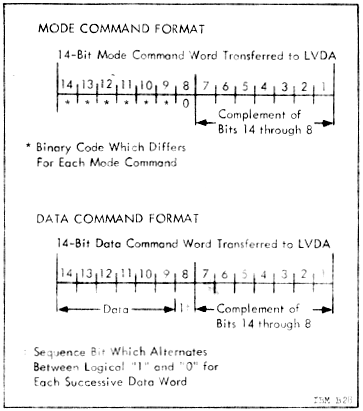 MODE COMMAND FORMAT
14-Bit Mode Command Word Transferred to LVDA
14 13 12 11 10 9 8 7 6 5 4 3 2 1
* * * * * * 0
Complement of
Bits 14 through 8
* Binary Code Which Differs
For Each Mode Command
DATA COMMAND FORMAT
14-Bit Data Command Word Transferred to LVDA
14 13 12 11 10 9 8 7 6 5 4 3 2 1
Data
Complement of
Bits 14 through 8
Sequence Bit Which Alternates
Between Logical "1" and "0" for
Each Successive Data Word
IBM